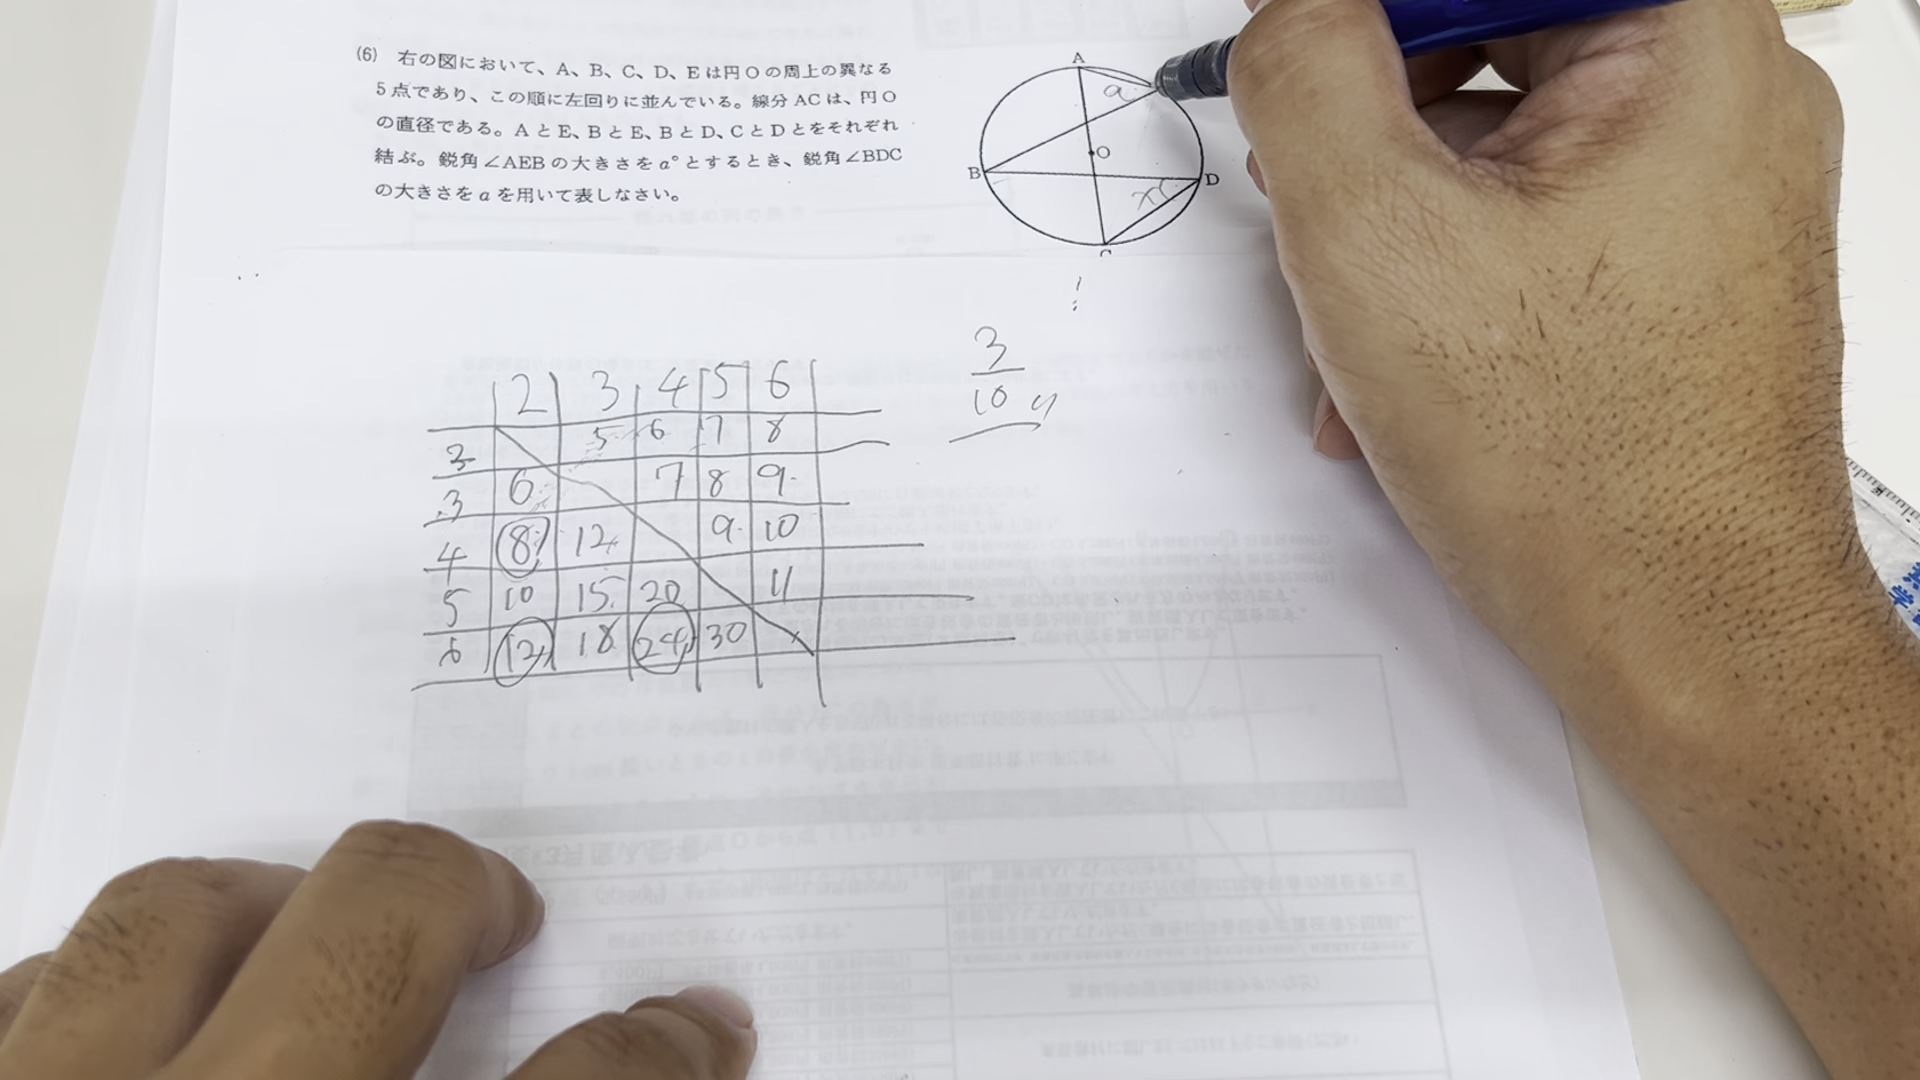 (6) 右の図において、A、B、C、D、Eは円Oの周上の異なる
5点であり、この順に左回りに並んでいる。線分ACは、円O
の直径である。AとE、BとE、BとD、CとDとをそれぞれ
結ぶ。鋭角∠AEBの大きさをa°とするとき、鋭角∠BDC
の大きさをaを用いて表しなさい。
A
a
O
B
D
x
C
3
10
2 3 4 5 6
2 5 6 7 8
3 6 7 8 9
4 8 12 9 10
5 10 15 20 11
6 12 18 24 30